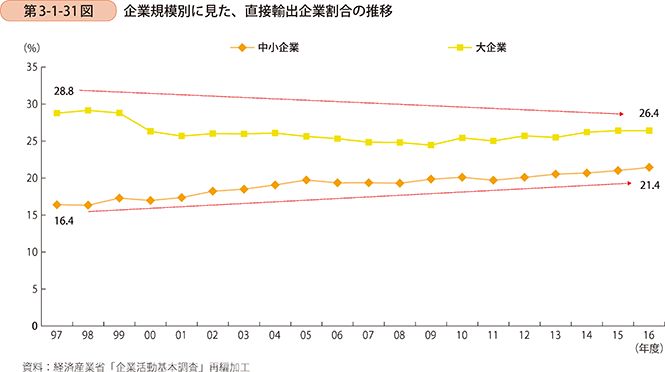 第3-1-31図 企業規模別に見た、直接輸出企業割合の推移
(%)
中小企業 大企業
35
30
25
20
15
10
5
0
28.8
26.4
16.4
21.4
97 98 99 00 01 02 03 04 05 06 07 08 09 10 11 12 13 14 15 16
(年度)
資料：経済産業省「企業活動基本調査」再編加工